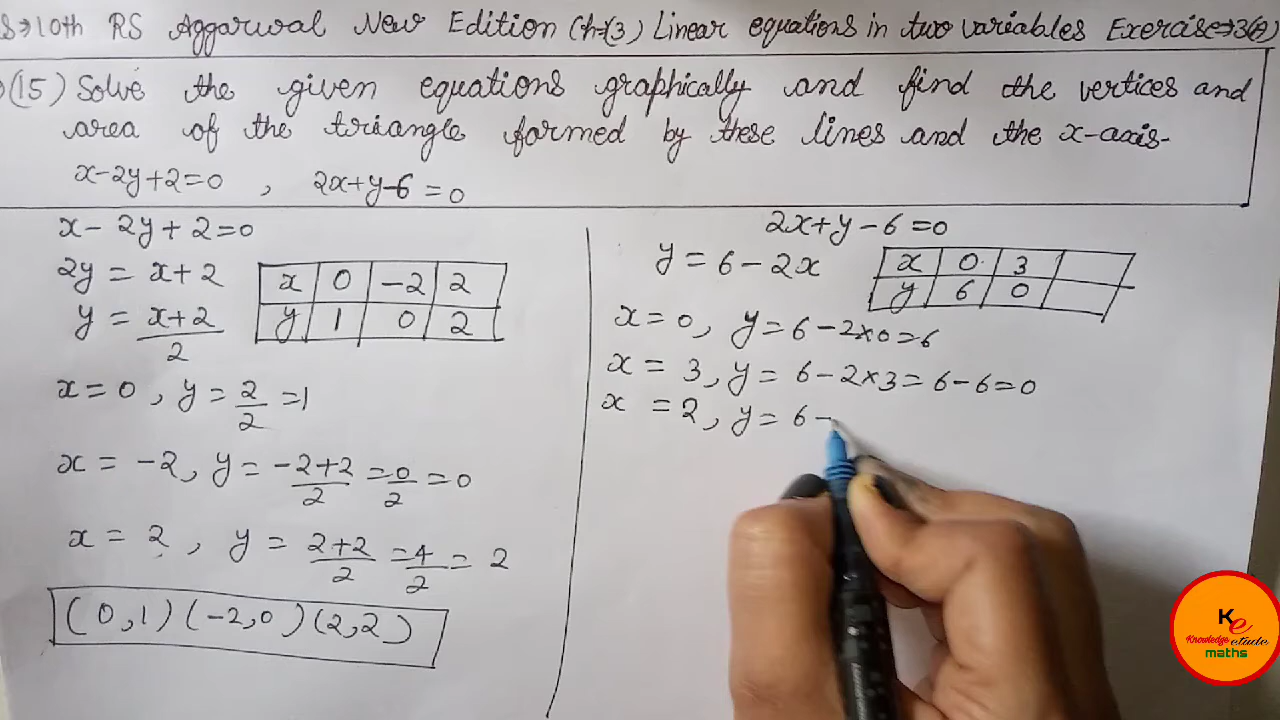 S→10th RS Aggarwal New Edition Ch-(3) Linear equations in two variables Exercise→3(A)
(15) Solve the given equations graphically and find the vertices and
area of the triangle formed by these lines and the x-axis-
x-2y+2=0 , 2x+y-6=0
x-2y+2=0
2y = x+2
x 0 -2 2
y 1 0 2
y = x+2/2
x=0, y=2/2=1
x=-2, y=-2+2/2=0/2=0
x=2, y=2+2/2=4/2=2
(0,1) (-2,0) (2,2)
2x+y-6=0
y=6-2x
x 0 3
y 6 0
x=0, y=6-2×0=6
x=3, y=6-2×3=6-6=0
x=2, y=6-
Ke
Knowledge etude
maths